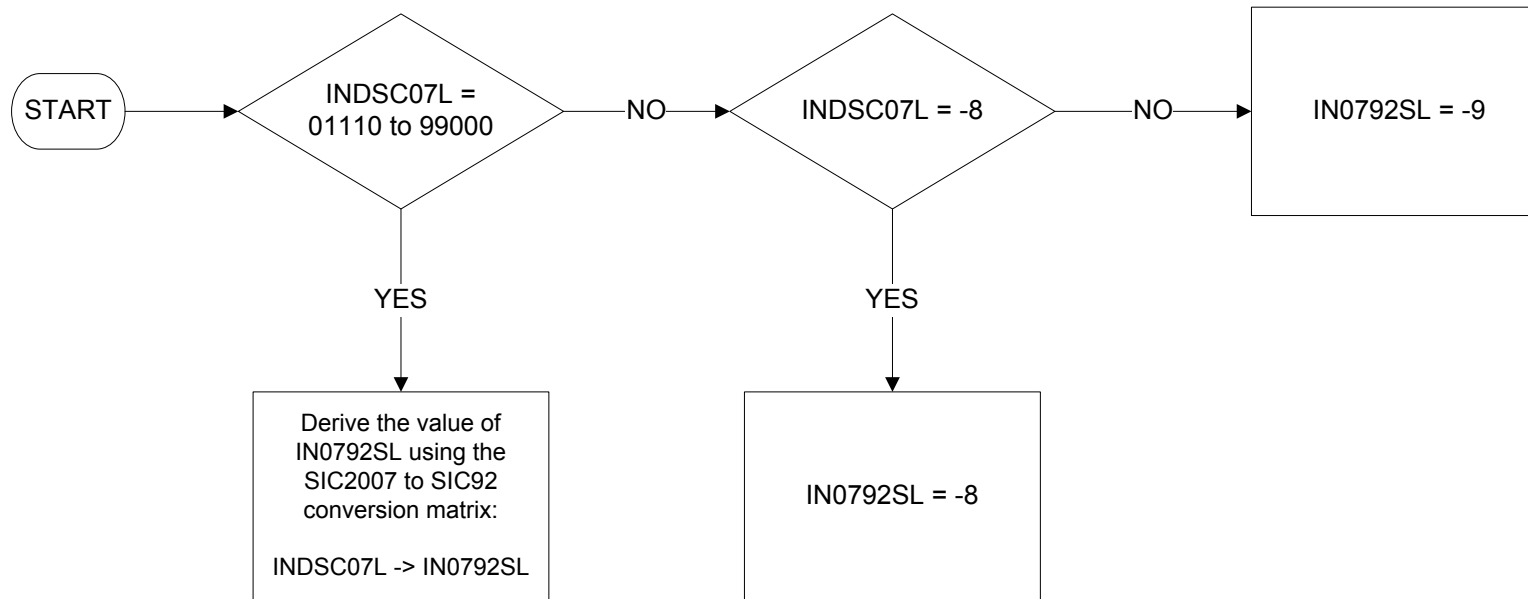 START
INDSC07L =
01110 to 99000
NO
INDSC07L = -8
NO
IN0792SL = -9
YES
YES
Derive the value of
IN0792SL using the
SIC2007 to SIC92
conversion matrix:
INDSC07L -> IN0792SL
IN0792SL = -8